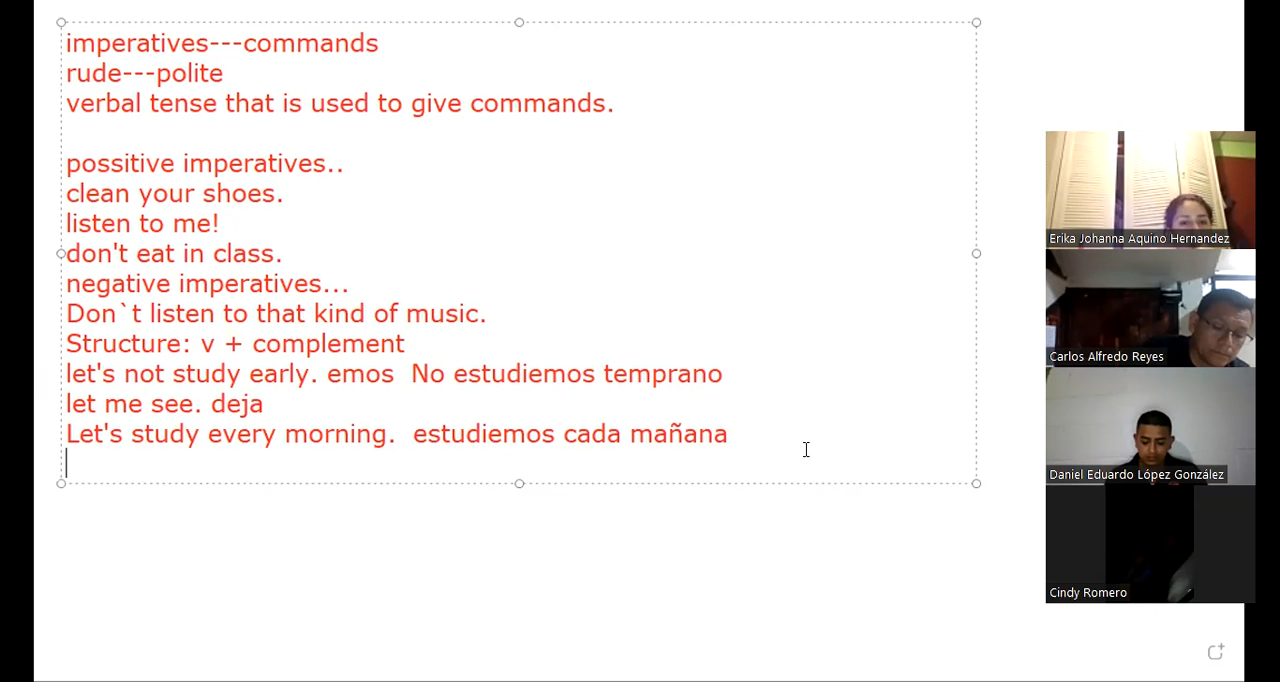 imperatives---commands
rude---polite
verbal tense that is used to give commands.
possitive imperatives..
clean your shoes.
listen to me!
don't eat in class.
negative imperatives...
Don`t listen to that kind of music.
Structure: v + complement
let's not study early. emos  No estudiemos temprano
let me see. deja
Let's study every morning.  estudiemos cada mañana
Erika Johanna Aquino Hernandez
Carlos Alfredo Reyes
Daniel Eduardo López González
Cindy Romero